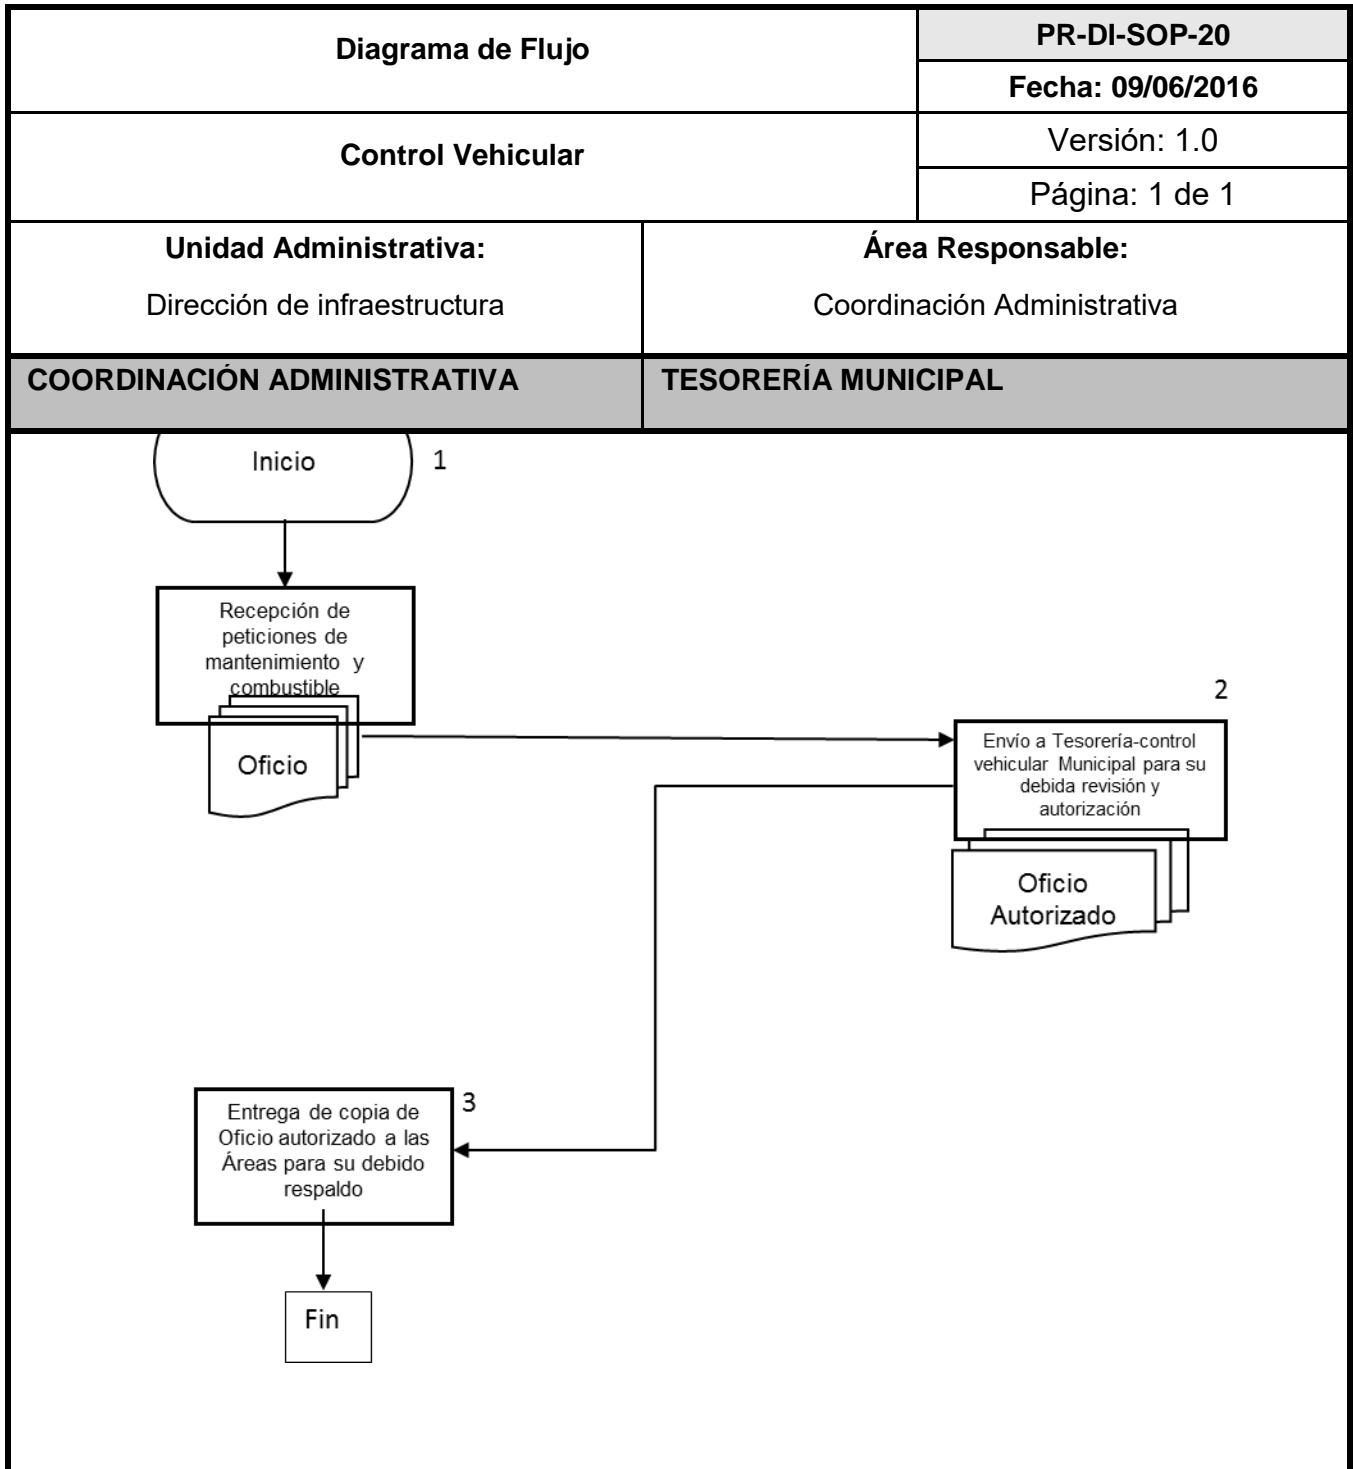 Diagrama de Flujo
PR-DI-SOP-20
Fecha: 09/06/2016
Control Vehicular
Versión: 1.0
Página: 1 de 1
Unidad Administrativa:
Dirección de infraestructura
Área Responsable:
Coordinación Administrativa
COORDINACIÓN ADMINISTRATIVA
TESORERÍA MUNICIPAL
Inicio
1
Recepción de
peticiones de
mantenimiento y
combustible
Oficio
2
Envío a Tesorería-control
vehicular Municipal para su
debida revisión y
autorización
Oficio
Autorizado
3
Entrega de copia de
Oficio autorizado a las
Áreas para su debido
respaldo
Fin